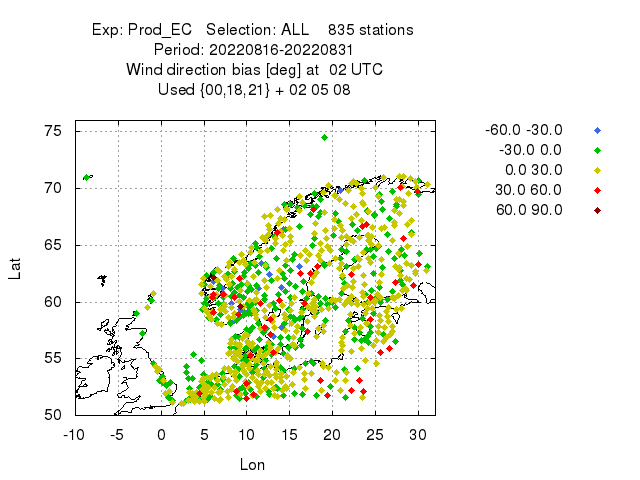 Exp: Prod_EC   Selection: ALL    835 stations
Period: 20220816-20220831
Wind direction bias [deg] at  02 UTC
Used {00,18,21} + 02 05 08
-60.0 -30.0
-30.0 0.0
0.0 30.0
30.0 60.0
60.0 90.0
75
70
65
60
55
50
Lat
-10 -5 0 5 10 15 20 25 30
Lon